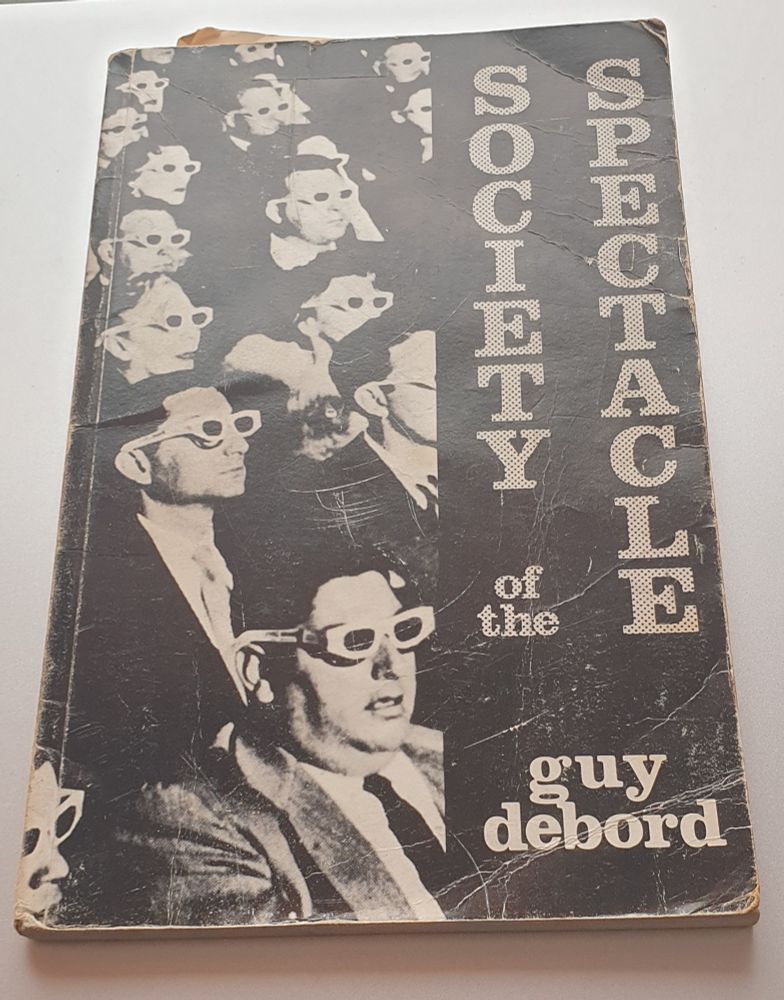 SOCIETY
of
the
SPECTACLE
guy
debord